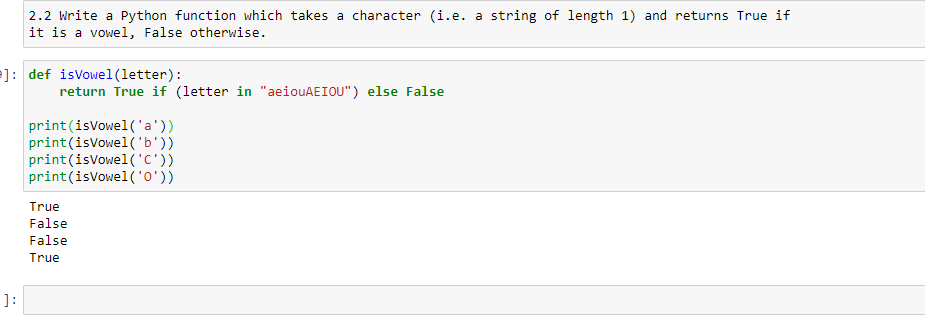 2.2 Write a Python function which takes a character (i.e. a string of length 1) and returns True if
it is a vowel, False otherwise.
]: def isVowel(letter):
    return True if (letter in "aeiouAEIOU") else False
print(isVowel('a'))
print(isVowel('b'))
print(isVowel('C'))
print(isVowel('O'))
True
False
False
True
]: